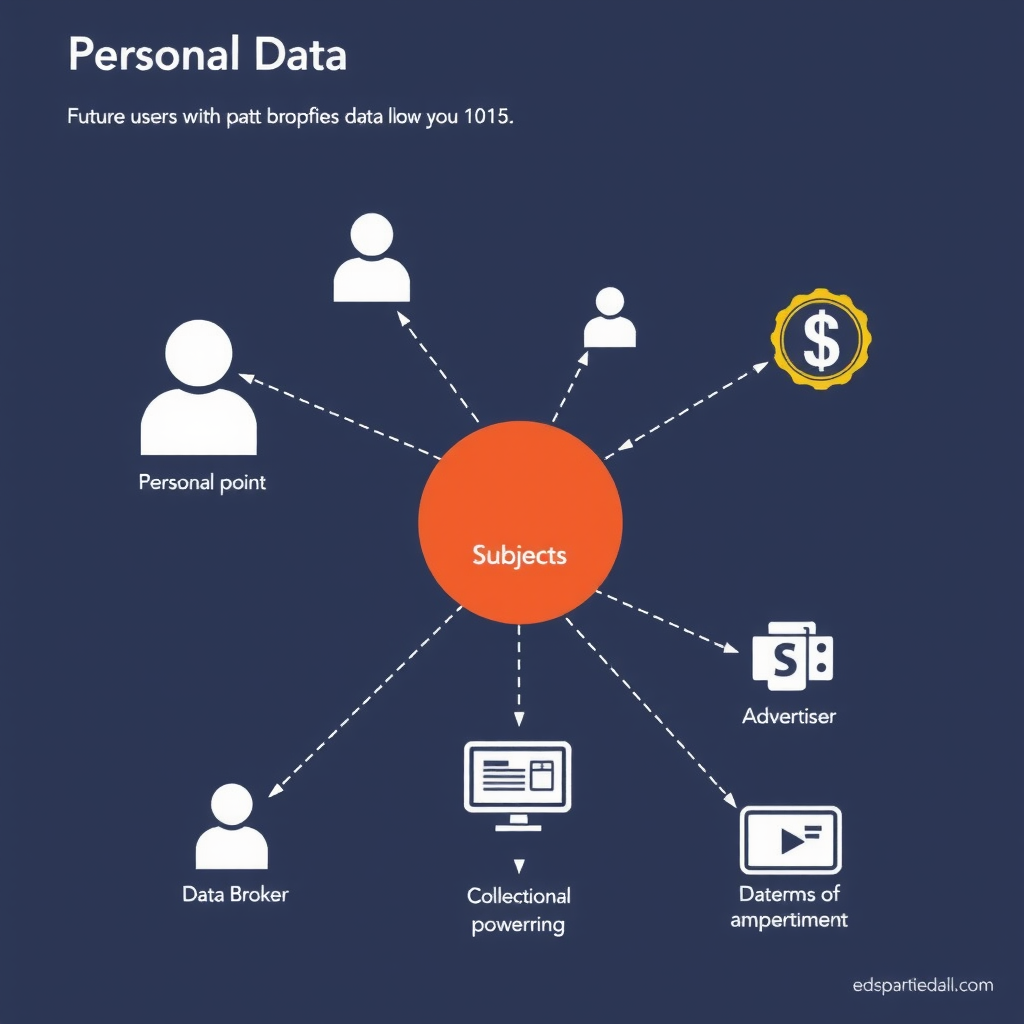 Personal Data
Future users with patt bropfies data llow you 1015.
$
Personal point
Subjects
S
Advertiser
Data Broker
Collectional
powerring
Daterms of
ampertiment
edspartiedall.com